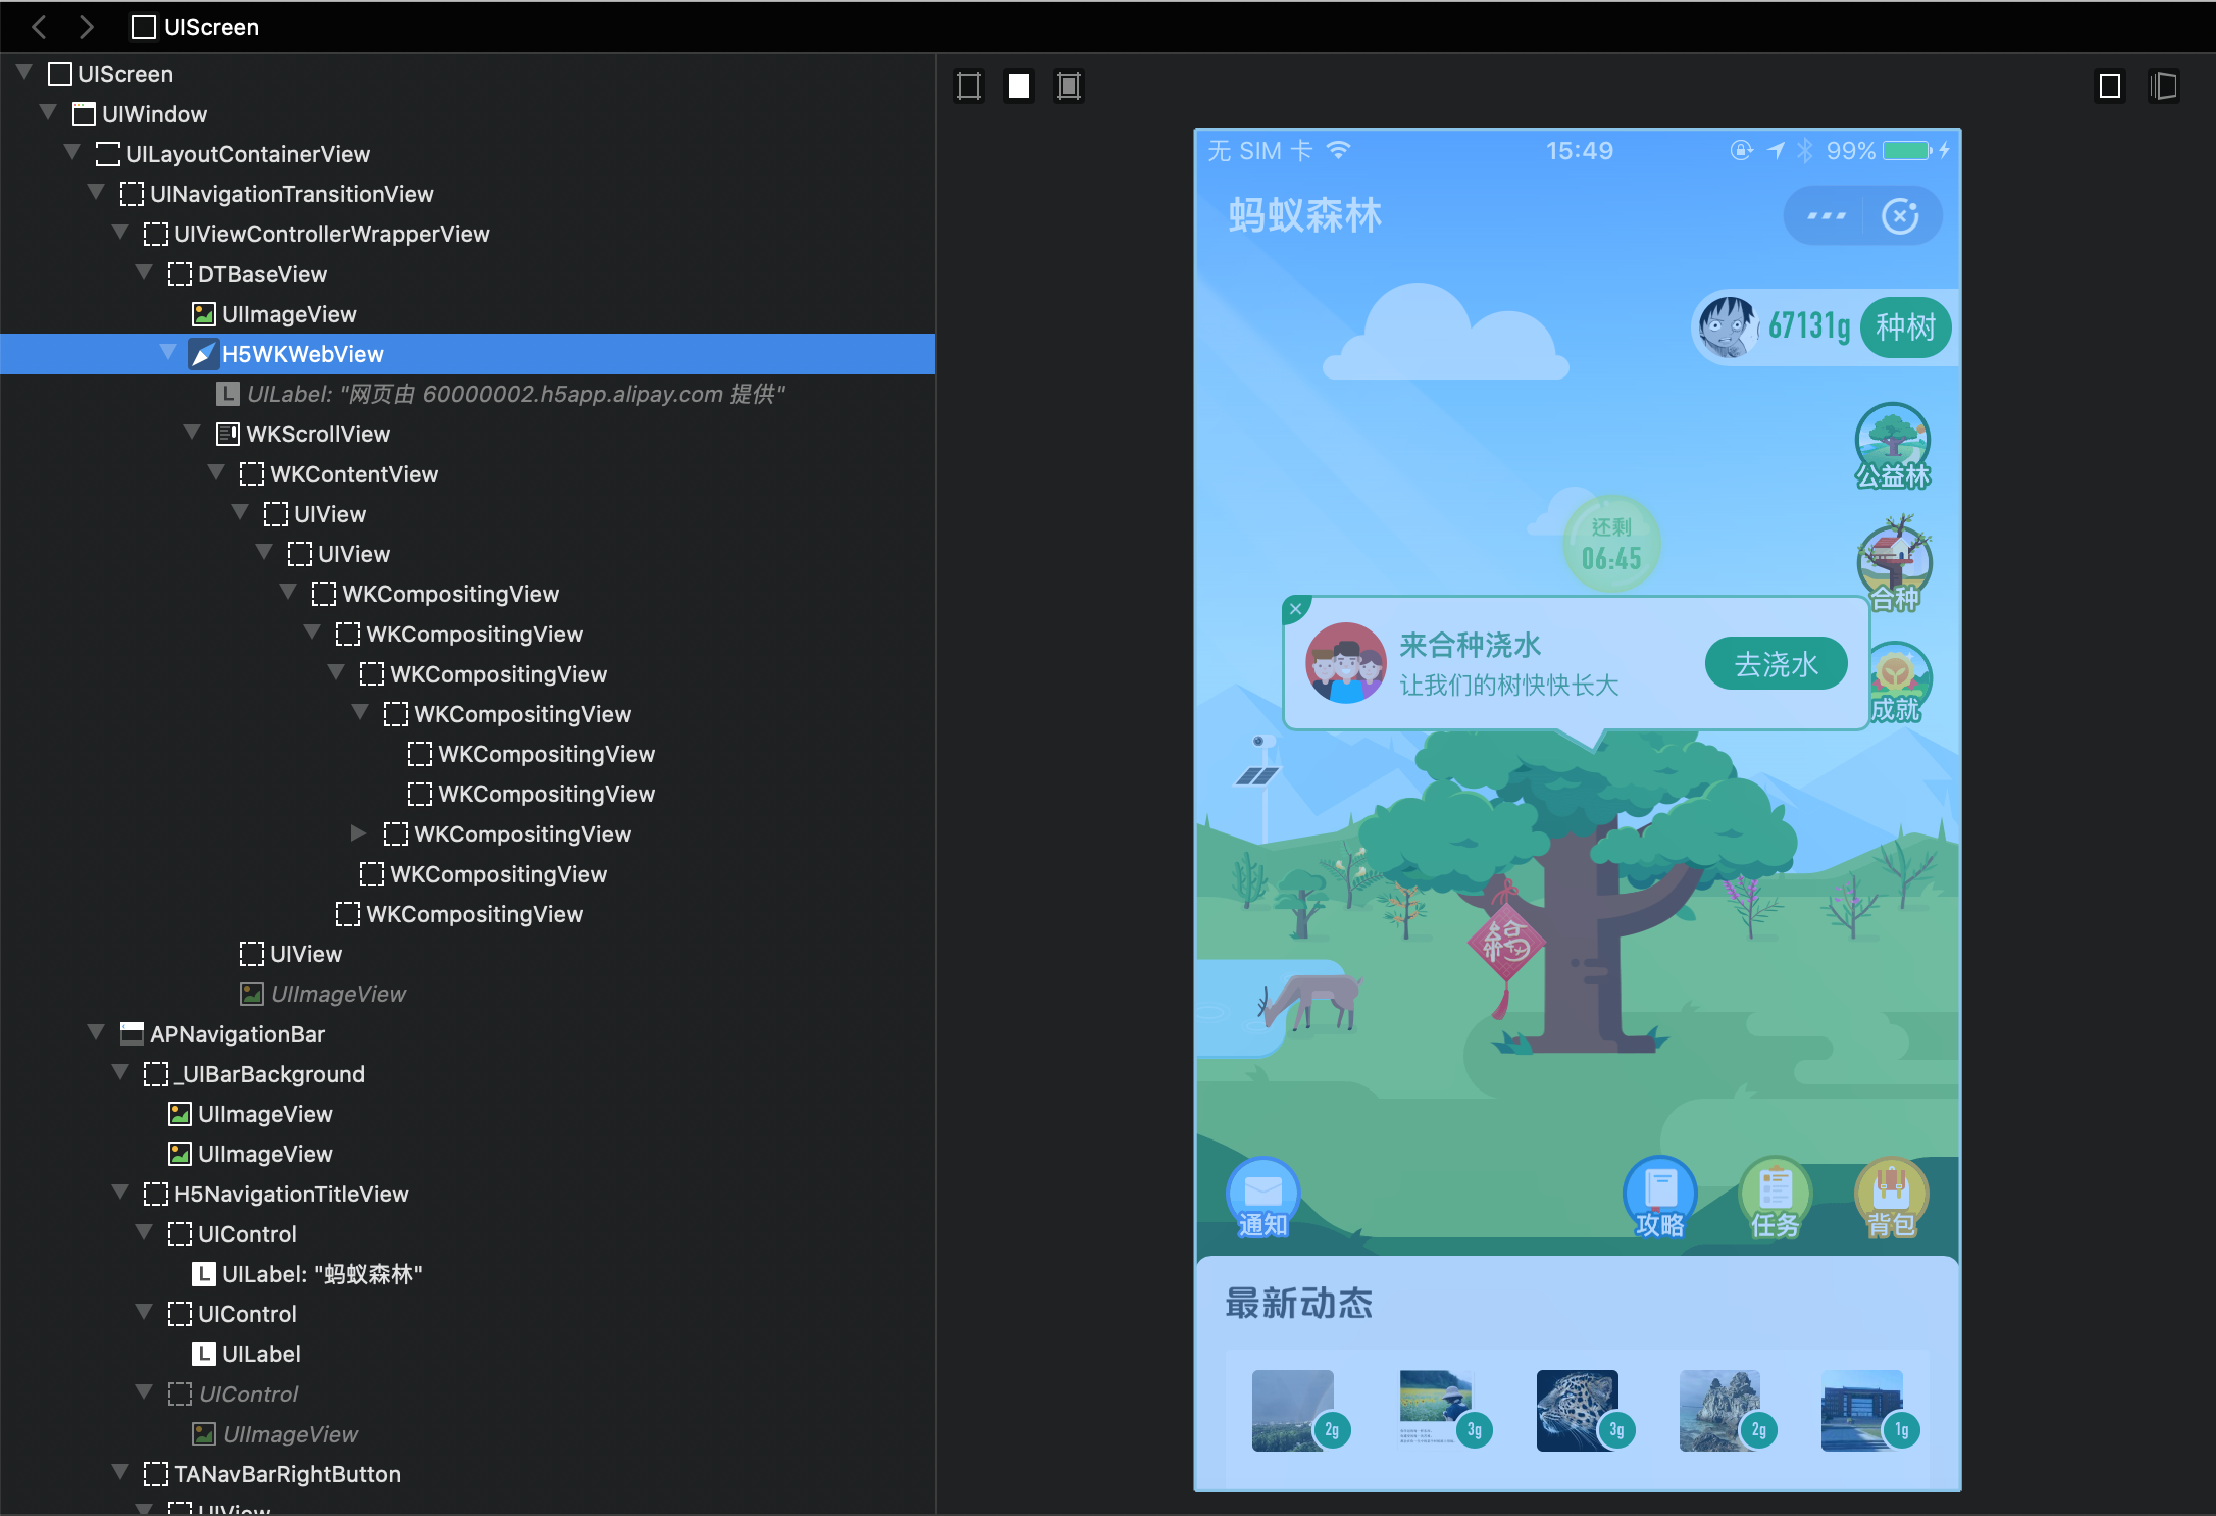 UIScreen
UIScreen
UIWindow
UILayoutContainerView
UINavigationTransitionView
UIViewControllerWrapperView
DTBaseView
UIImageView
H5WKWebView
L UILabel: "网页由 60000002.h5app.alipay.com 提供"
WKScrollView
WKContentView
UIView
UIView
WKCompositingView
WKCompositingView
WKCompositingView
WKCompositingView
WKCompositingView
WKCompositingView
WKCompositingView
WKCompositingView
WKCompositingView
UIView
UIImageView
APNavigationBar
_UIBarBackground
UIImageView
UIImageView
H5NavigationTitleView
UIControl
L UILabel: "蚂蚁森林"
UIControl
L UILabel
UIControl
UIImageView
TANavBarRightButton
UIView
无 SIM 卡 15:49 99%
蚂蚁森林
67131g 种树
公益林
还剩
06:45
合种
来合种浇水
让我们的树快快长大
去浇水
成就
通知
攻略
任务
背包
最新动态
2g
3g
3g
2g
1g